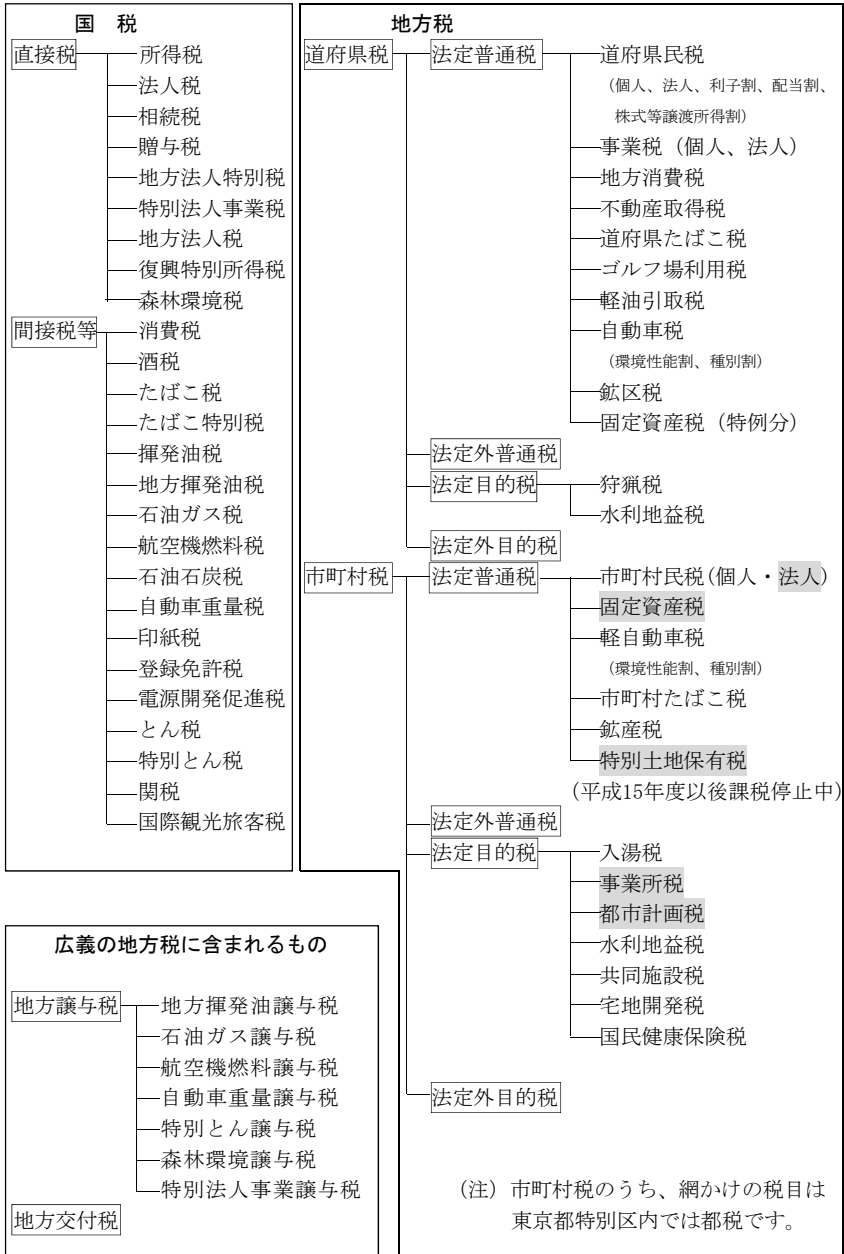 国　税
直接税
所得税
法人税
相続税
贈与税
地方法人特別税
特別法人事業税
地方法人税
復興特別所得税
森林環境税
間接税等
消費税
酒税
たばこ税
たばこ特別税
揮発油税
地方揮発油税
石油ガス税
航空機燃料税
石油石炭税
自動車重量税
印紙税
登録免許税
電源開発促進税
とん税
特別とん税
関税
国際観光旅客税
地方税
道府県税
法定普通税
道府県民税
（個人、法人、利子割、配当割、
株式等譲渡所得割）
事業税（個人、法人）
地方消費税
不動産取得税
道府県たばこ税
ゴルフ場利用税
軽油引取税
自動車税
（環境性能割、種別割）
鉱区税
固定資産税（特例分）
法定外普通税
法定目的税
狩猟税
水利地益税
法定外目的税
市町村税
法定普通税
市町村民税(個人・法人)
固定資産税
軽自動車税
（環境性能割、種別割）
市町村たばこ税
鉱産税
特別土地保有税
(平成15年度以後課税停止中)
法定外普通税
法定目的税
入湯税
事業所税
都市計画税
水利地益税
共同施設税
宅地開発税
国民健康保険税
法定外目的税
（注）市町村税のうち、網かけの税目は
東京都特別区内では都税です。
広義の地方税に含まれるもの
地方譲与税
地方揮発油譲与税
石油ガス譲与税
航空機燃料譲与税
自動車重量譲与税
特別とん譲与税
森林環境譲与税
特別法人事業譲与税
地方交付税